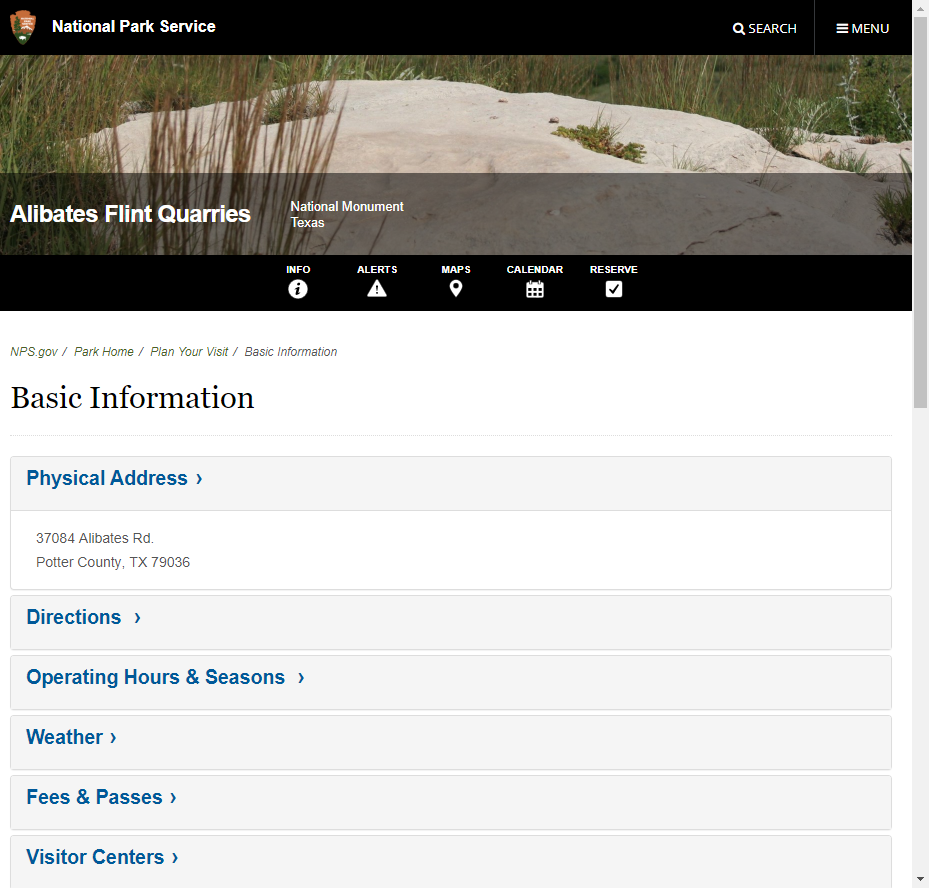 National Park Service
SEARCH
MENU
Alibates Flint Quarries
National Monument
Texas
INFO
ALERTS
MAPS
CALENDAR
RESERVE
NPS.gov / Park Home / Plan Your Visit / Basic Information
Basic Information
Physical Address ›
37084 Alibates Rd.
Potter County, TX 79036
Directions ›
Operating Hours & Seasons ›
Weather ›
Fees & Passes ›
Visitor Centers ›